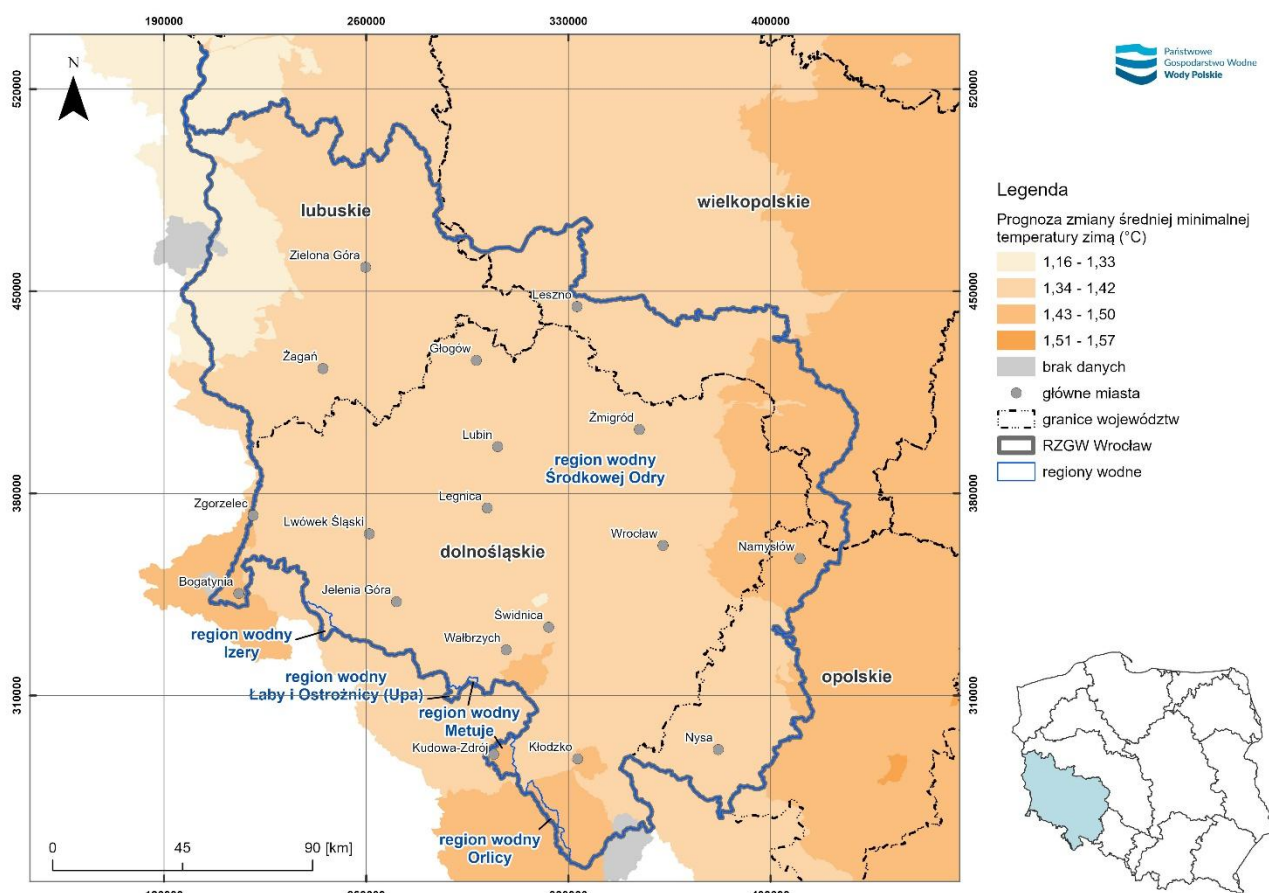 190000
260000
330000
400000
N
520000
520000
Państwowe
Gospodarstwo Wodne
Wody Polskie
Legenda
Prognoza zmiany średniej minimalnej
temperatury zimą (°C)
1,16 - 1,33
1,34 - 1,42
1,43 - 1,50
1,51 - 1,57
brak danych
główne miasta
granice województw
RZGW Wrocław
regiony wodne
lubuskie
wielkopolskie
Zielona Góra
450000
450000
Leszno
Głogów
Żagań
Żmigród
Lubin
region wodny
Środkowej Odry
380000
380000
Zgorzelec
Legnica
Lwówek Śląski
Wrocław
dolnośląskie
Namysłów
Bogatynia
Jelenia Góra
Świdnica
region wodny
Izery
Wałbrzych
region wodny
Łaby i Ostrożnicy (Upa)
opolskie
310000
310000
region wodny
Metuje
Kudowa-Zdrój
Kłodzko
Nysa
region wodny
Orlicy
0
45
90 [km]